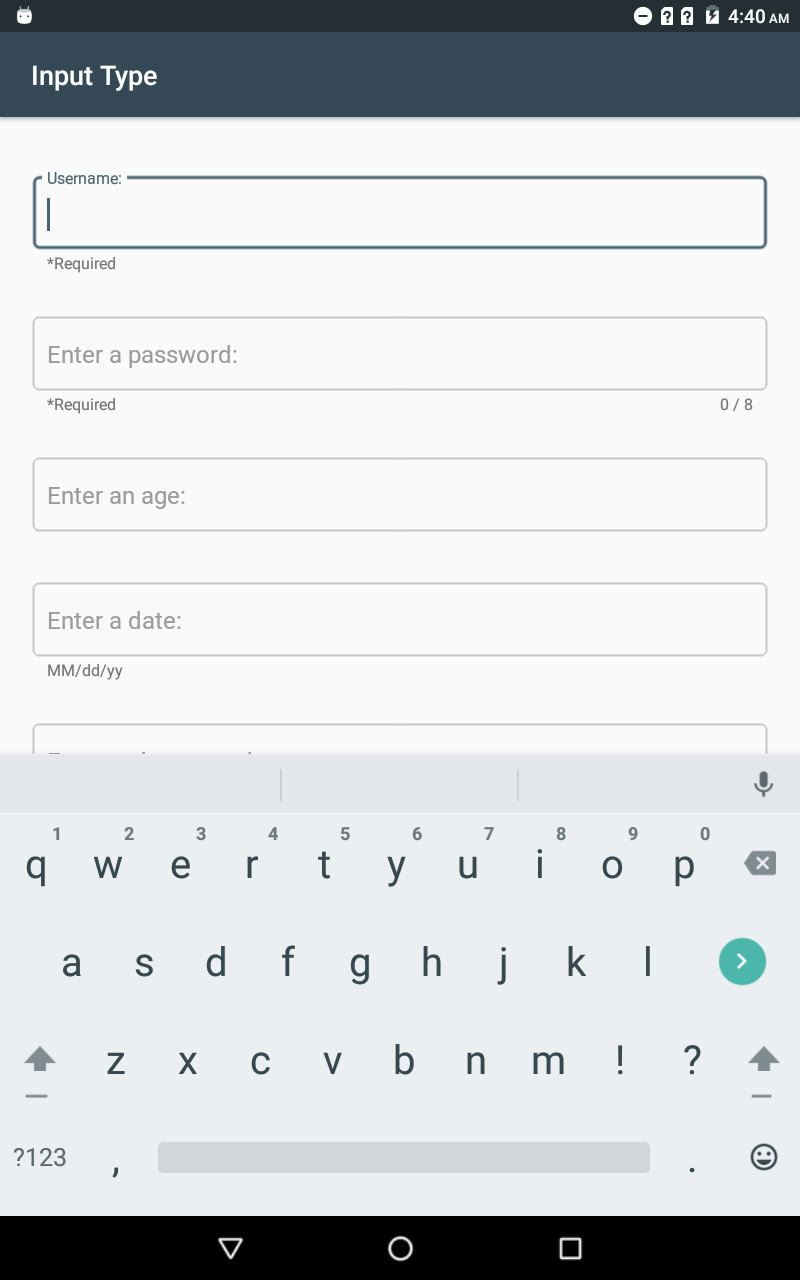 4:40 AM
Input Type
Username:
*Required
Enter a password:
*Required 0 / 8
Enter an age:
Enter a date:
MM/dd/yy
1 2 3 4 5 6 7 8 9 0
q w e r t y u i o p
a s d f g h j k l
z x c v b n m ! ?
?123 , .